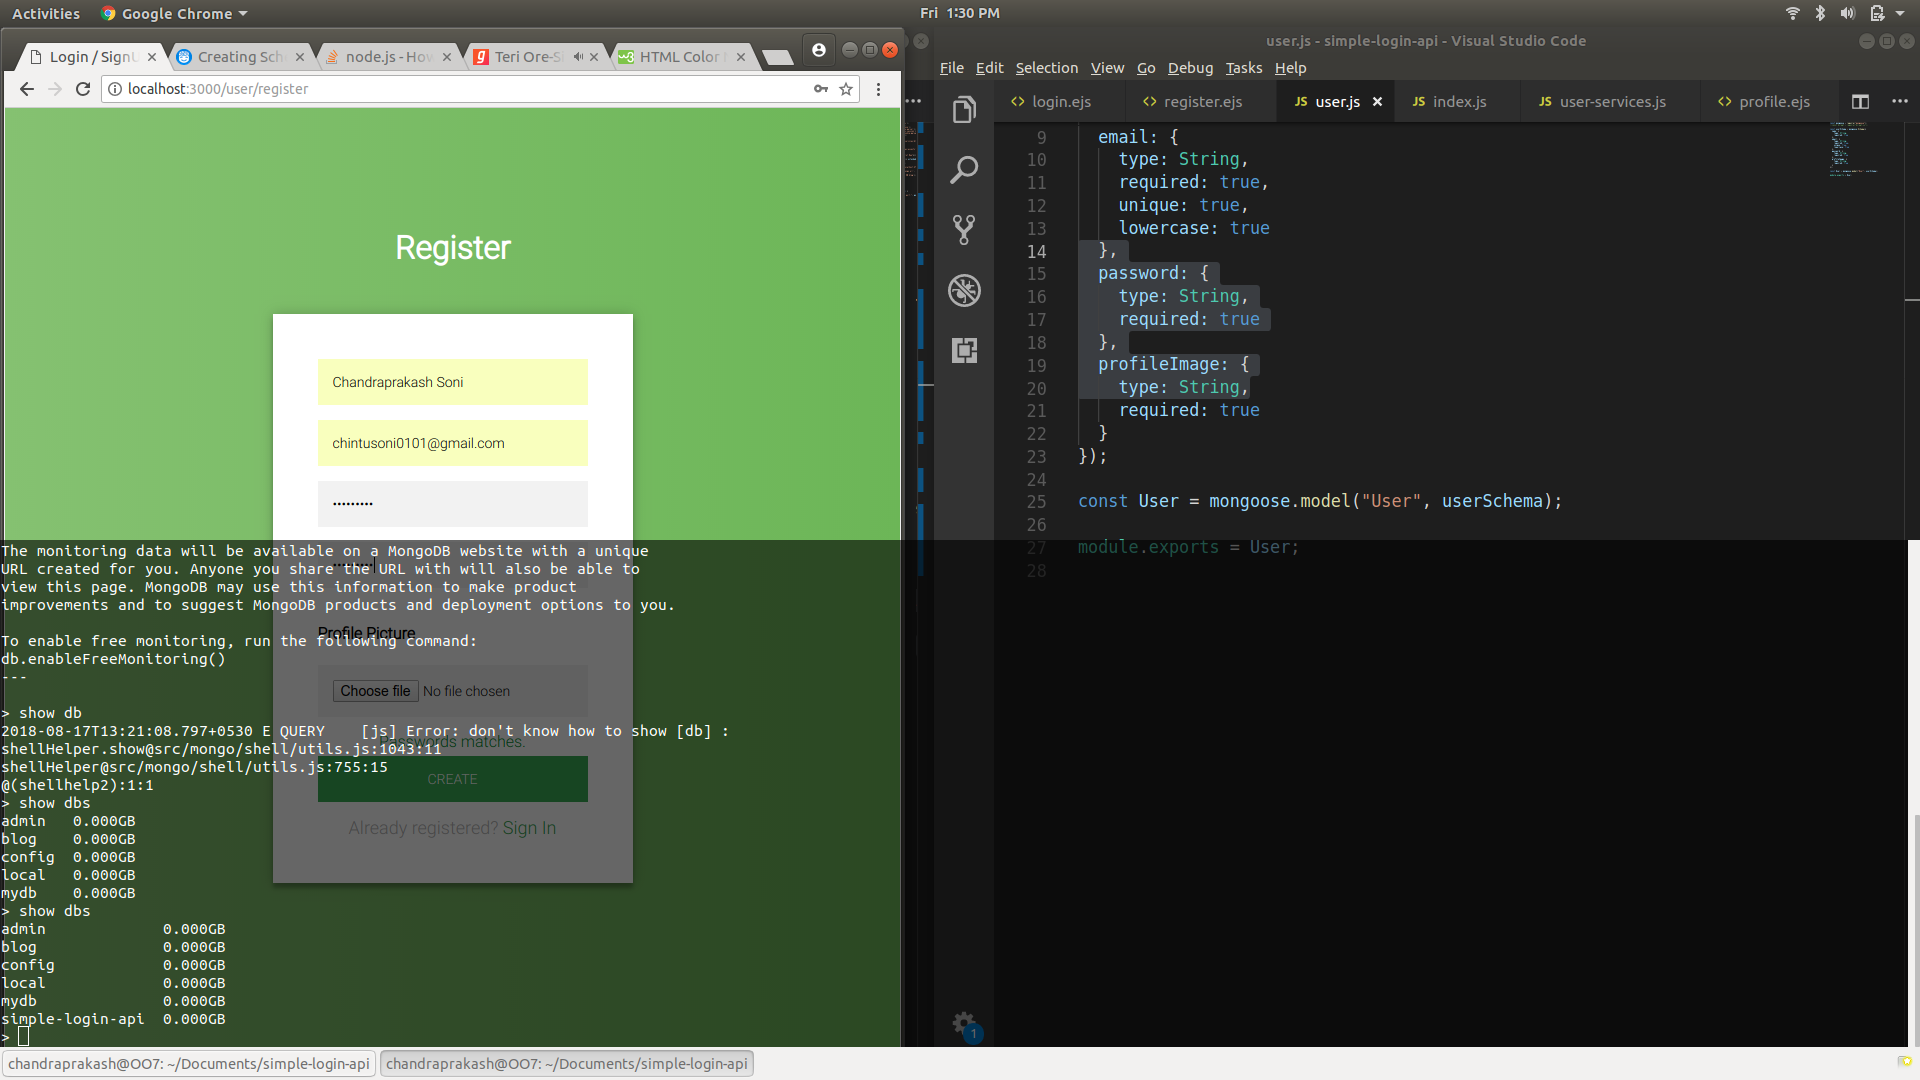 Activities
Google Chrome
Fri 1:30 PM
Login / SignU
Creating Sch
node.js - How
Teri Ore-S
HTML Color
localhost:3000/user/register
Register
Chandraprakash Soni
chintusoni0101@gmail.com
•••••••••
Profile Picture
Choose file No file chosen
Passwords matches.
CREATE
Already registered? Sign In
The monitoring data will be available on a MongoDB website with a unique
URL created for you. Anyone you share the URL with will also be able to
view this page. MongoDB may use this information to make product
improvements and to suggest MongoDB products and deployment options to you.
To enable free monitoring, run the following command:
db.enableFreeMonitoring()
---
> show db
2018-08-17T13:21:08.797+0530 E QUERY    [js] Error: don't know how to show [db] :
shellHelper.show@src/mongo/shell/utils.js:1043:11
shellHelper@src/mongo/shell/utils.js:755:15
@(shellhelp2):1:1
> show dbs
admin   0.000GB
blog    0.000GB
config  0.000GB
local   0.000GB
mydb    0.000GB
> show dbs
admin             0.000GB
blog              0.000GB
config            0.000GB
local             0.000GB
mydb              0.000GB
simple-login-api  0.000GB
>
user.js - simple-login-api - Visual Studio Code
File Edit Selection View Go Debug Tasks Help
<> login.ejs
<> register.ejs
JS user.js
JS index.js
JS user-services.js
<> profile.ejs
9 email: {
10 type: String,
11 required: true,
12 unique: true,
13 lowercase: true
14 },
15 password: {
16 type: String,
17 required: true
18 },
19 profileImage: {
20 type: String,
21 required: true
22 }
23 });
24
25 const User = mongoose.model("User", userSchema);
26
27 module.exports = User;
28
1
chandraprakash@OO7: ~/Documents/simple-login-api
chandraprakash@OO7: ~/Documents/simple-login-api